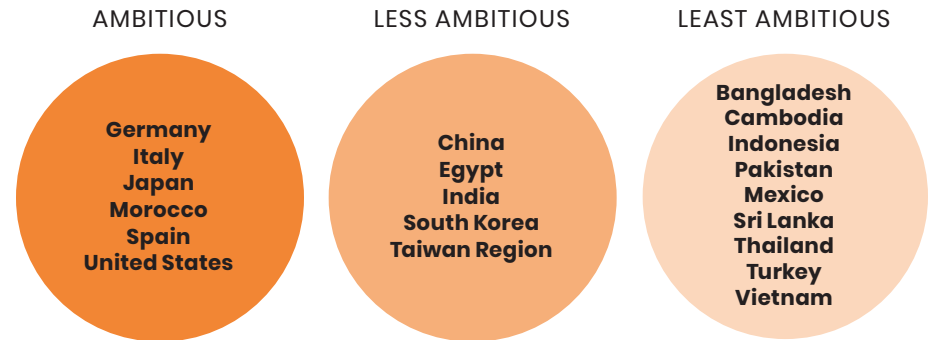 AMBITIOUS
Germany
Italy
Japan
Morocco
Spain
United States
LESS AMBITIOUS
China
Egypt
India
South Korea
Taiwan Region
LEAST AMBITIOUS
Bangladesh
Cambodia
Indonesia
Pakistan
Mexico
Sri Lanka
Thailand
Turkey
Vietnam